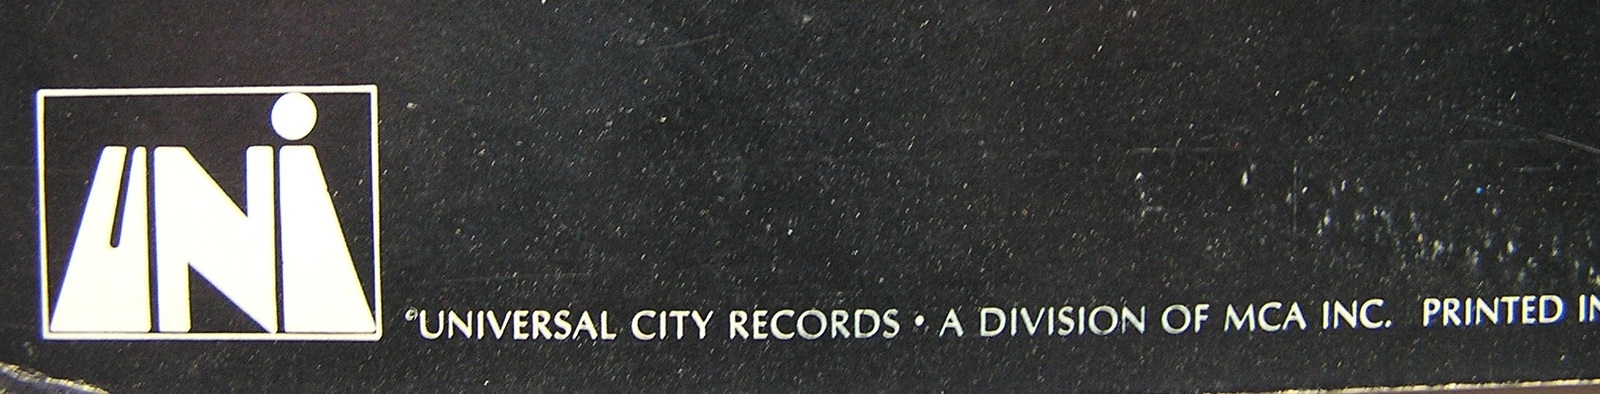 UNi
©UNIVERSAL CITY RECORDS • A DIVISION OF MCA INC. PRINTED IN